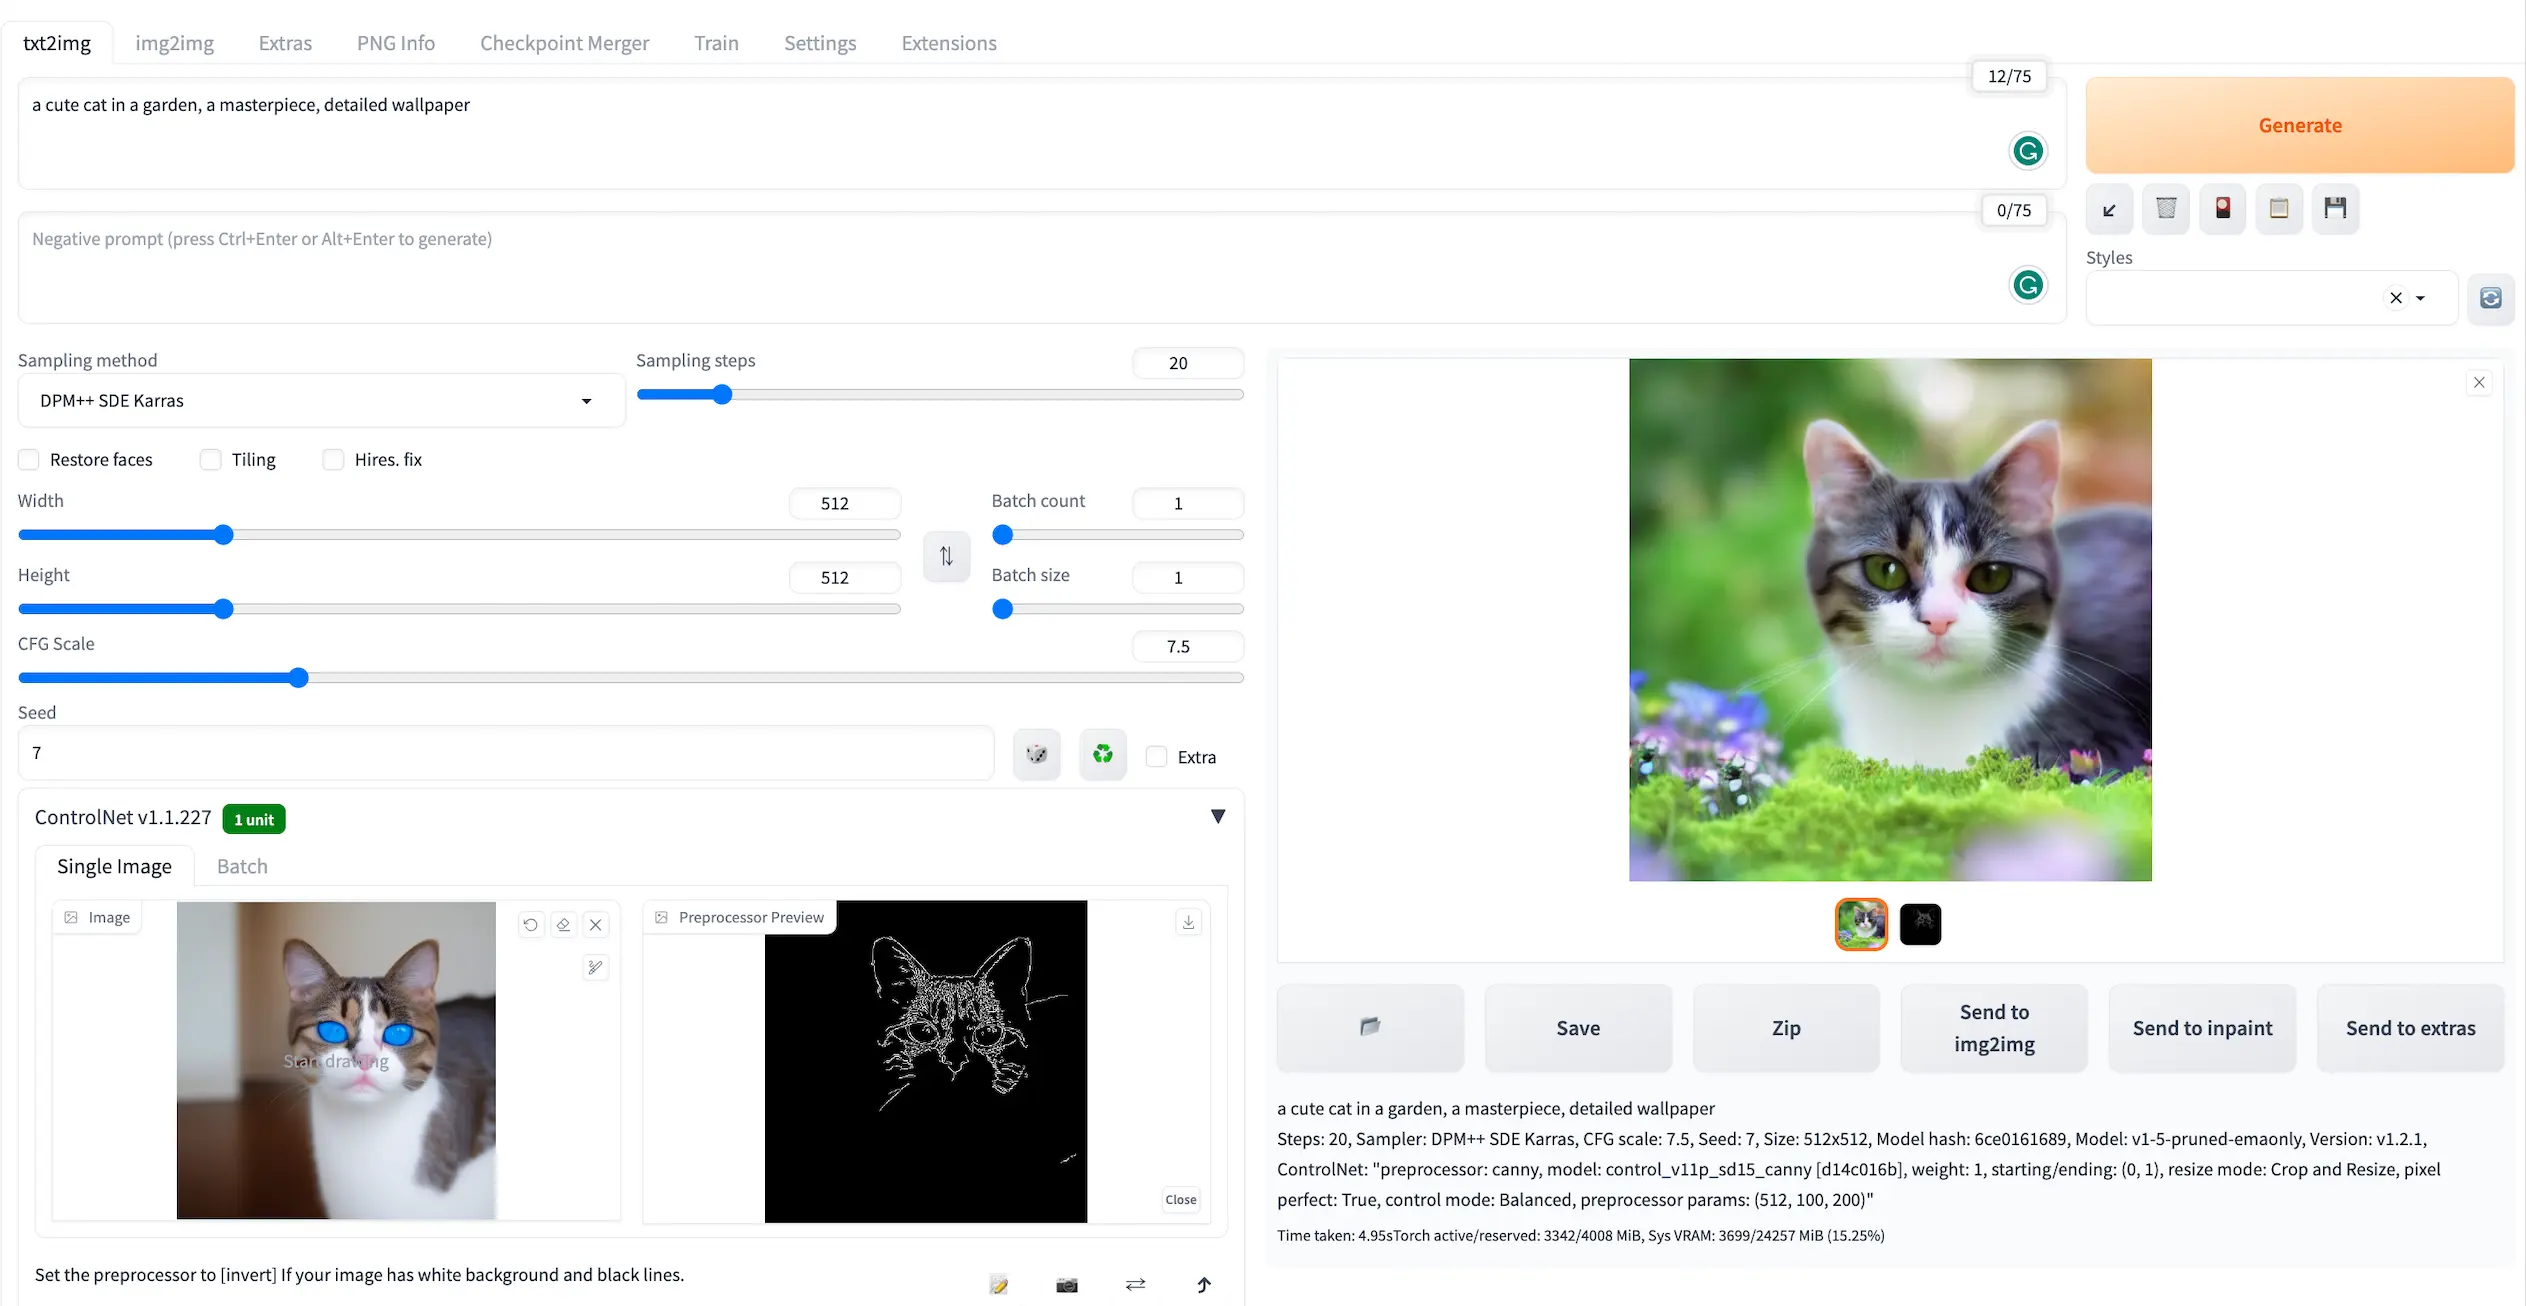 txt2img
img2img
Extras
PNG Info
Checkpoint Merger
Train
Settings
Extensions
12/75
a cute cat in a garden, a masterpiece, detailed wallpaper
Generate
0/75
Negative prompt (press Ctrl+Enter or Alt+Enter to generate)
Styles
Sampling method
DPM++ SDE Karras
Sampling steps
20
Restore faces
Tiling
Hires. fix
Width
512
Batch count
1
Height
512
Batch size
1
CFG Scale
7.5
Seed
7
Extra
ControlNet v1.1.227
1 unit
Single Image
Batch
Image
Start drawing
Preprocessor Preview
Close
Set the preprocessor to [invert] If your image has white background and black lines.
Save
Zip
Send to
img2img
Send to inpaint
Send to extras
a cute cat in a garden, a masterpiece, detailed wallpaper
Steps: 20, Sampler: DPM++ SDE Karras, CFG scale: 7.5, Seed: 7, Size: 512x512, Model hash: 6ce0161689, Model: v1-5-pruned-emaonly, Version: v1.2.1,
ControlNet: "preprocessor: canny, model: control_v11p_sd15_canny [d14c016b], weight: 1, starting/ending: (0, 1), resize mode: Crop and Resize, pixel
perfect: True, control mode: Balanced, preprocessor params: (512, 100, 200)"
Time taken: 4.95sTorch active/reserved: 3342/4008 MiB, Sys VRAM: 3699/24257 MiB (15.25%)